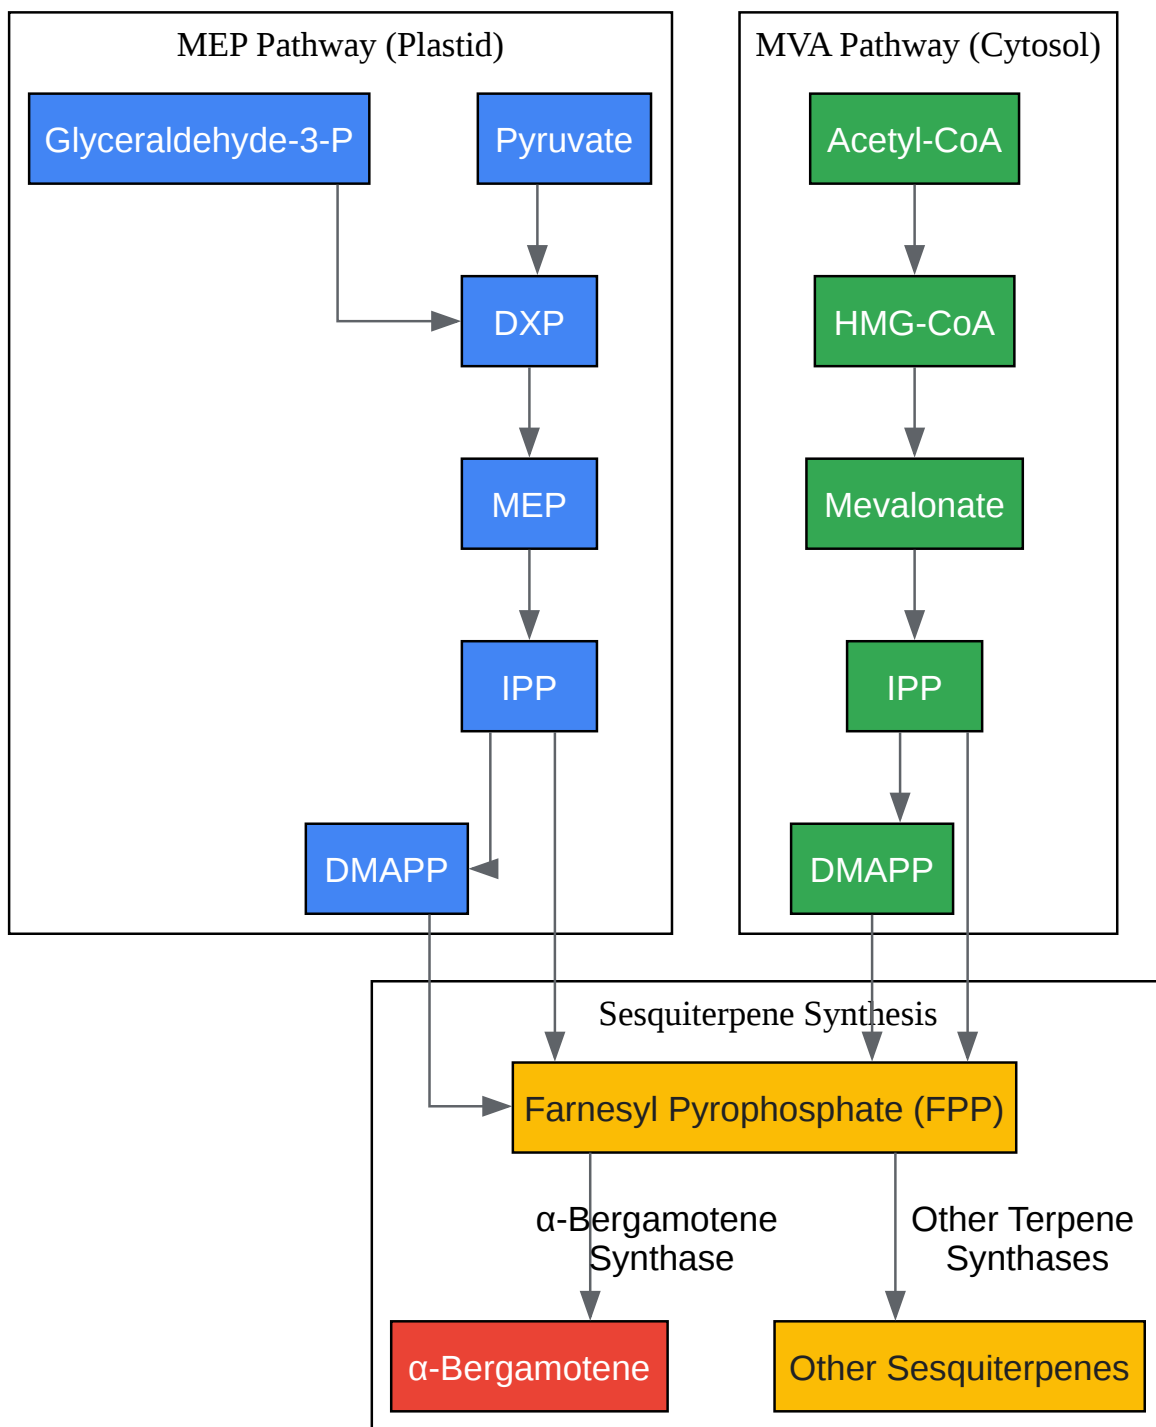 MEP Pathway (Plastid)
MVA Pathway (Cytosol)
Glyceraldehyde-3-P
Pyruvate
Acetyl-CoA
DXP
HMG-CoA
MEP
Mevalonate
IPP
IPP
DMAPP
DMAPP
Sesquiterpene Synthesis
Farnesyl Pyrophosphate (FPP)
α-Bergamotene
Synthase
Other Terpene
Synthases
α-Bergamotene
Other Sesquiterpenes